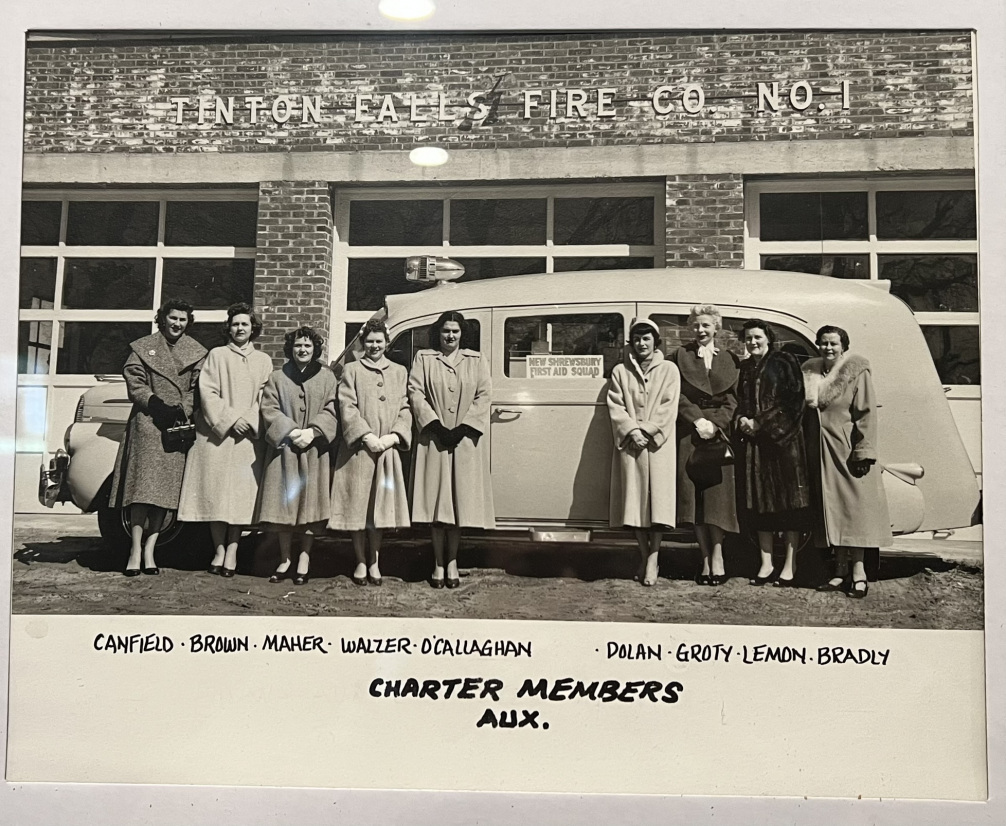 TINTON FALLS FIRE CO. NO. 1
NEW SHREWSBURY
FIRST AID SQUAD
CANFIELD · BROWN · MAHER · WALZER · O'CALLAGHAN · DOLAN · GROTY · LEMON · BRADLY
CHARTER MEMBERS
AUX.